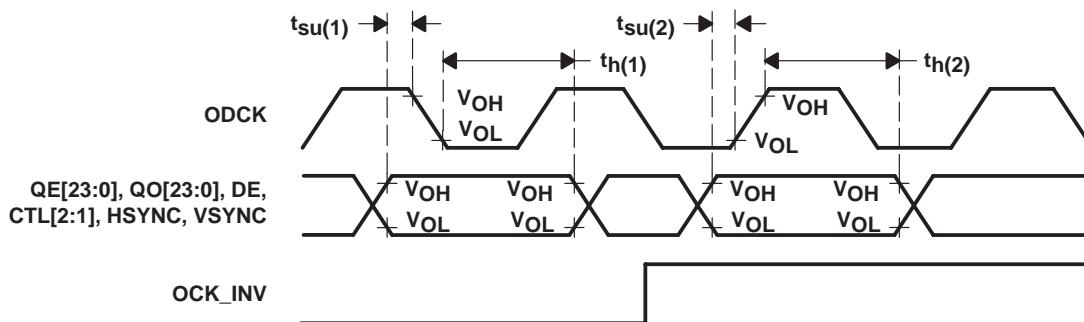 tsu(1)
tsu(2)
th(1)
th(2)
ODCK
VOH
VOL
VOH
VOL
QE[23:0], QO[23:0], DE,
CTL[2:1], HSYNC, VSYNC
VOH VOH VOH VOH
VOL VOL VOL VOL
OCK_INV